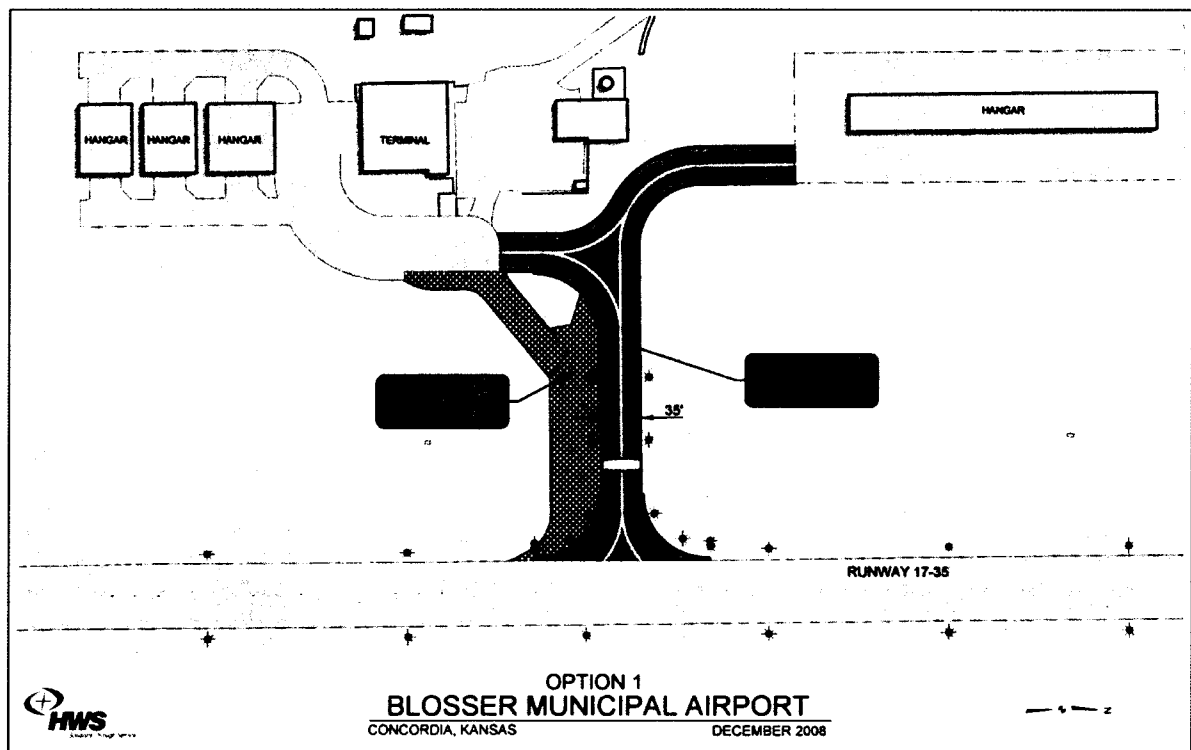 HANGAR
HANGAR
HANGAR
TERMINAL
HANGAR
35'
RUNWAY 17-35
OPTION 1
BLOSSER MUNICIPAL AIRPORT
CONCORDIA, KANSAS
DECEMBER 2008
HWS
Z